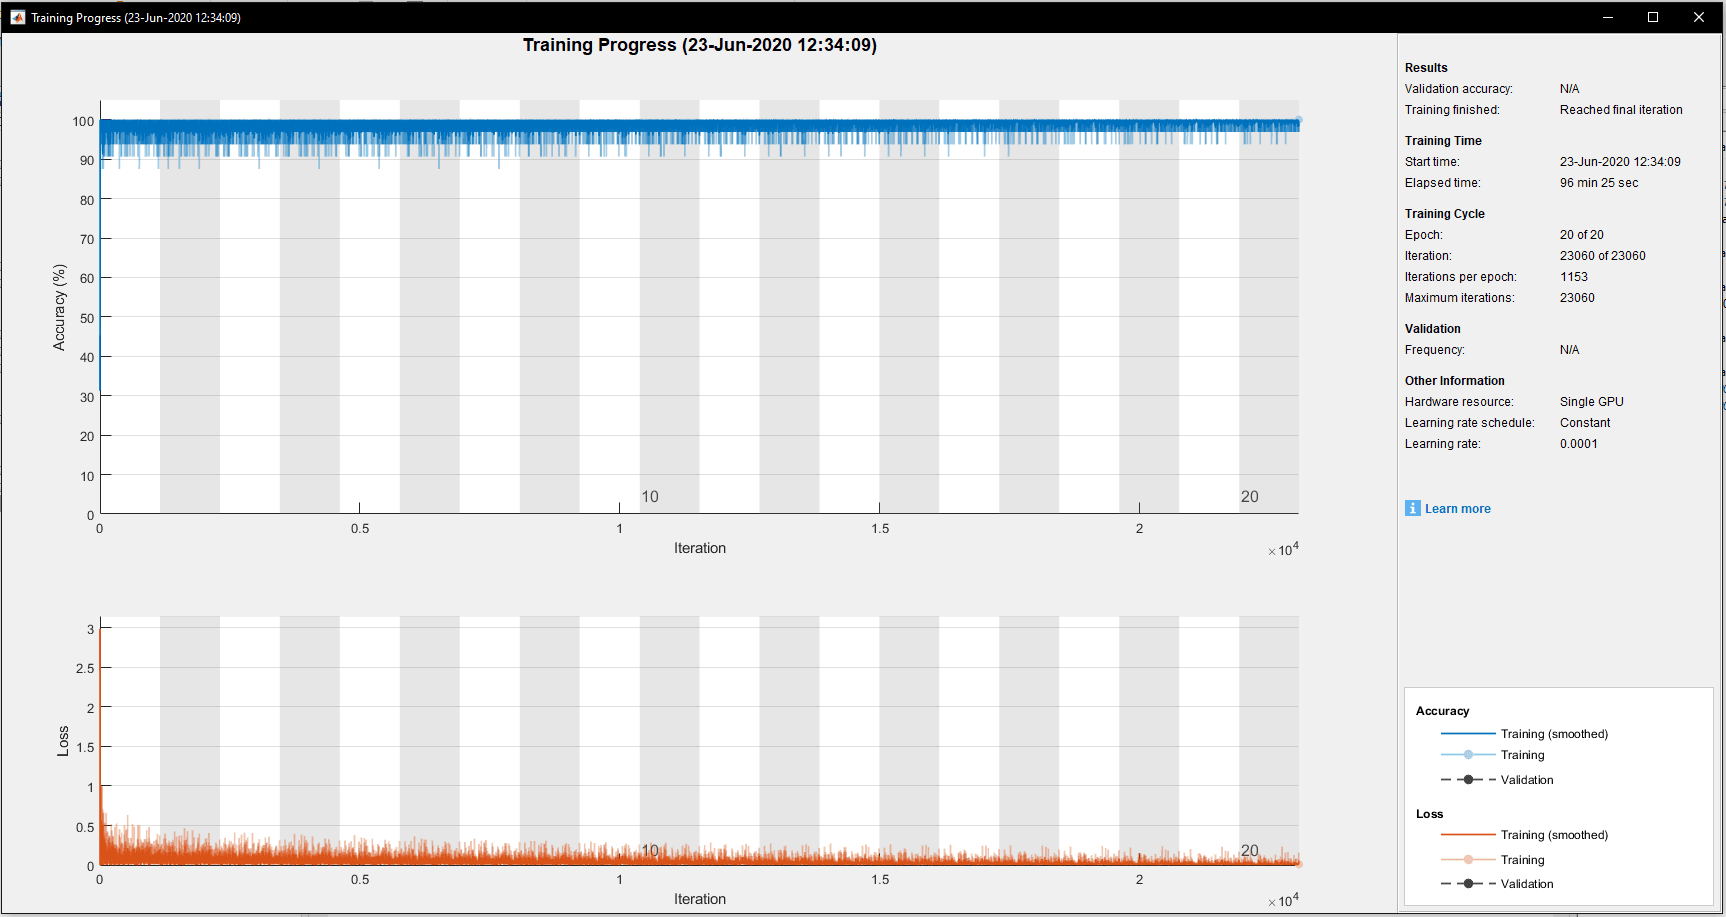 Training Progress (23-Jun-2020 12:34:09)
Training Progress (23-Jun-2020 12:34:09)
100
90
80
70
60
50
40
30
20
10
0
Accuracy (%)
10
20
0
0.5
1
1.5
2
Iteration
×10⁴
3
2.5
2
1.5
1
0.5
0
Loss
10
20
0
0.5
1
1.5
2
Iteration
×10⁴
Results
Validation accuracy: N/A
Training finished: Reached final iteration
Training Time
Start time: 23-Jun-2020 12:34:09
Elapsed time: 96 min 25 sec
Training Cycle
Epoch: 20 of 20
Iteration: 23060 of 23060
Iterations per epoch: 1153
Maximum iterations: 23060
Validation
Frequency: N/A
Other Information
Hardware resource: Single GPU
Learning rate schedule: Constant
Learning rate: 0.0001
i Learn more
Accuracy
Training (smoothed)
Training
Validation
Loss
Training (smoothed)
Training
Validation